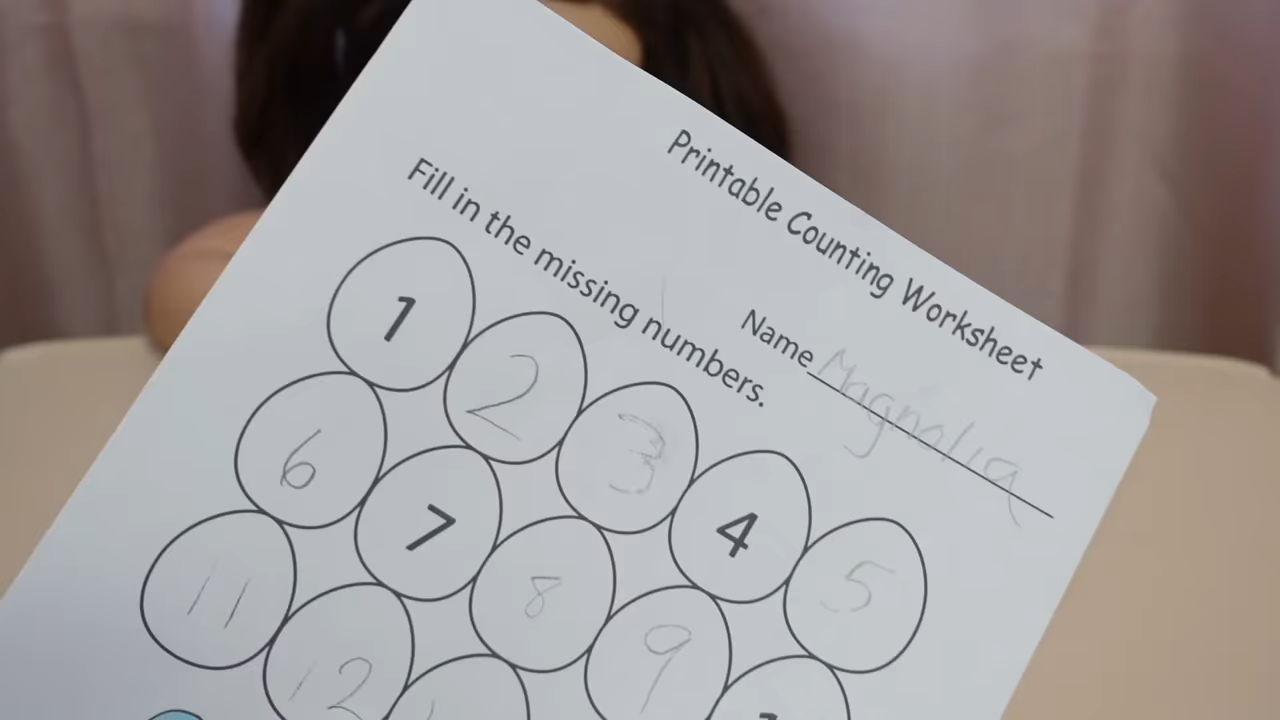 Printable Counting Worksheet
Name Magnolia
Fill in the missing numbers.
1 2 3 4 5
6 7 8 9
11 12